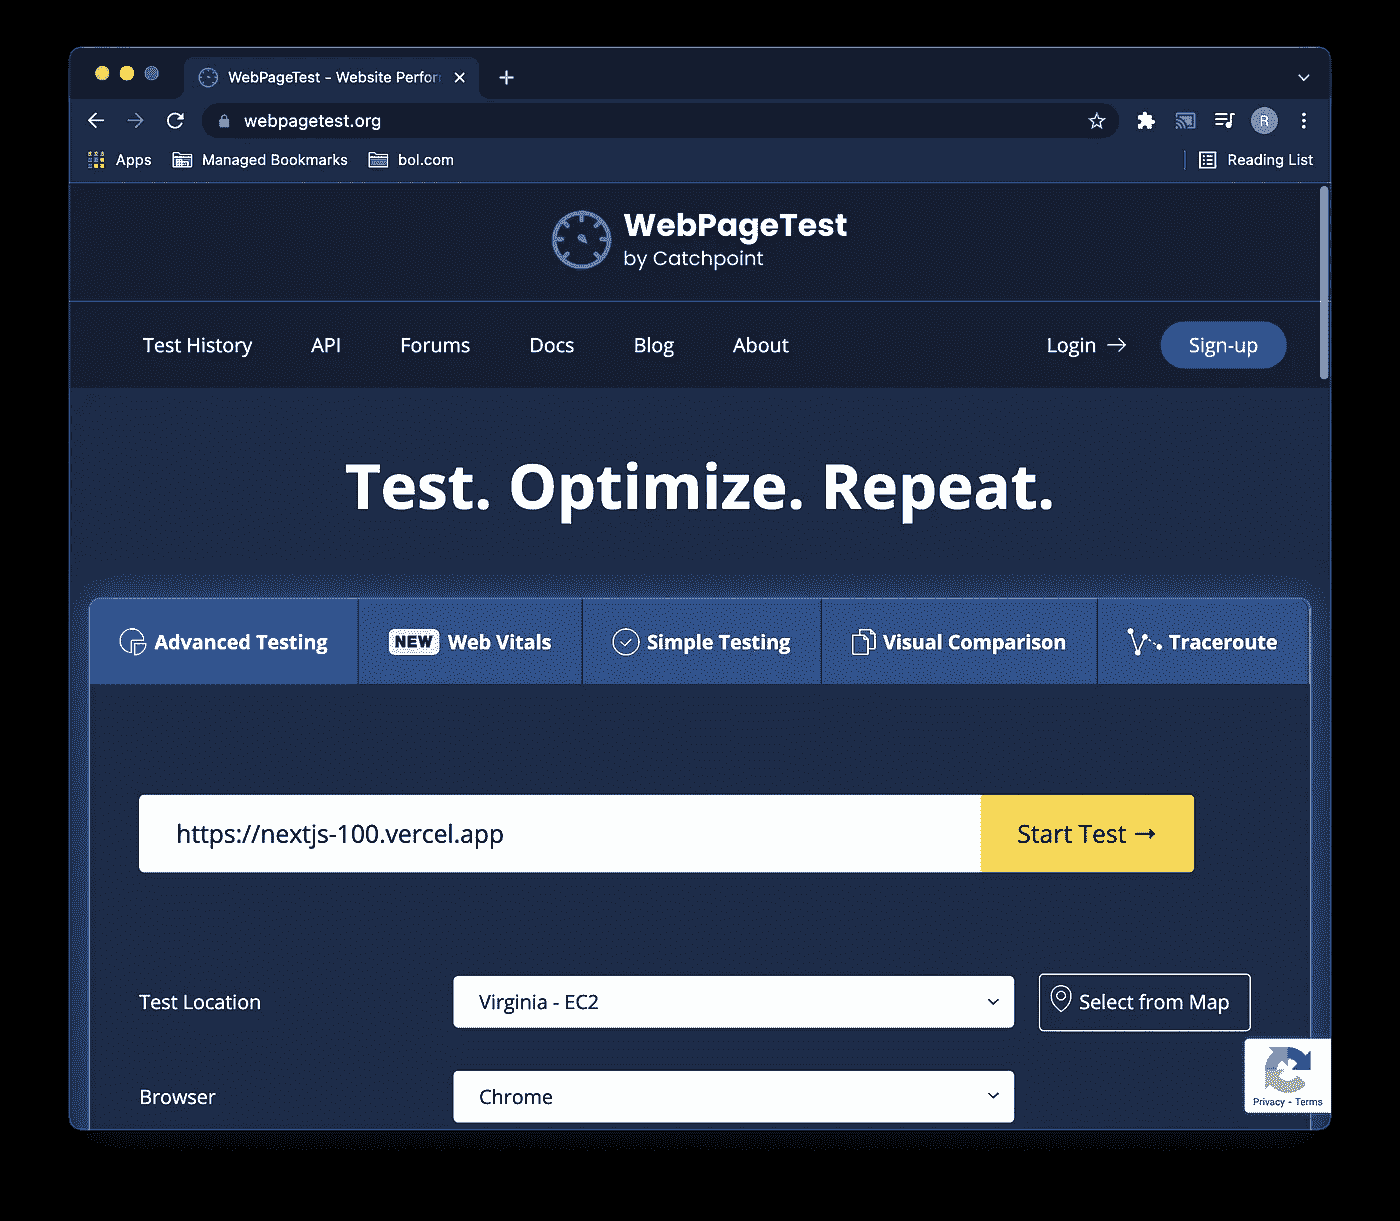 WebPageTest - Website Perfor
webpagetest.org
R
Apps Managed Bookmarks bol.com Reading List
WebPageTest
by Catchpoint
Test History API Forums Docs Blog About Login → Sign-up
Test. Optimize. Repeat.
Advanced Testing NEW Web Vitals Simple Testing Visual Comparison Traceroute
https://nextjs-100.vercel.app Start Test →
Test Location Virginia - EC2 Select from Map
Browser Chrome
Privacy - Terms